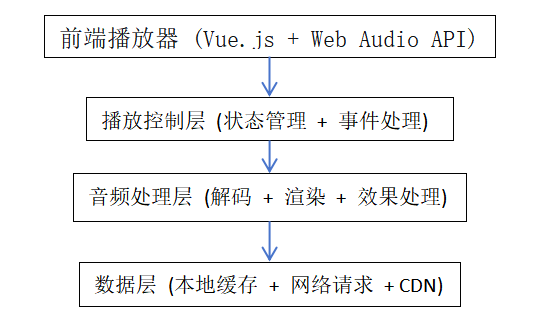 前端播放器 (Vue.js + Web Audio API)
播放控制层 (状态管理 + 事件处理)
音频处理层 (解码 + 渲染 + 效果处理)
数据层 (本地缓存 + 网络请求 + CDN)